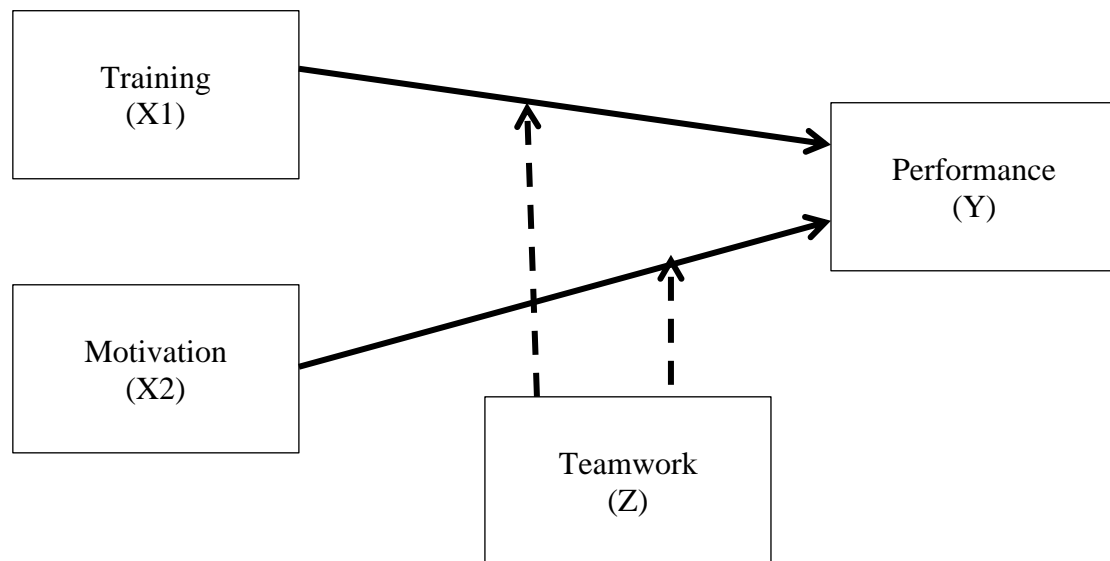 Training
(X1)
Performance
(Y)
Motivation
(X2)
Teamwork
(Z)